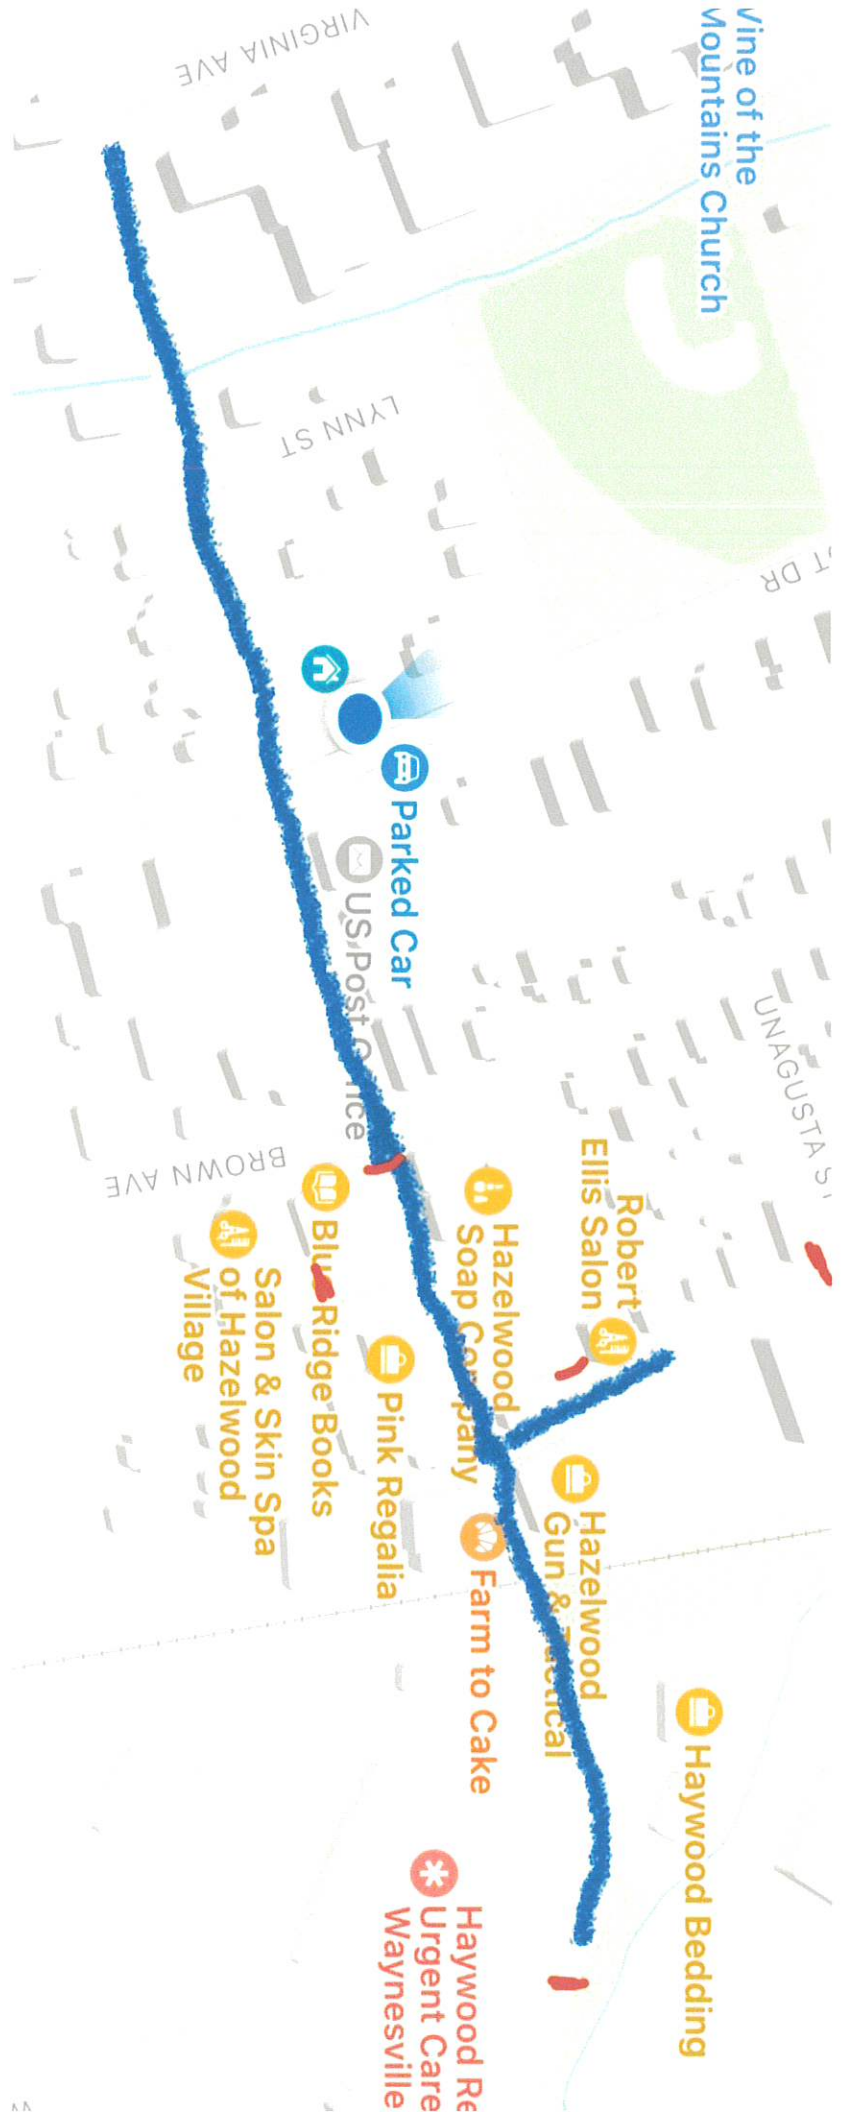 VIRGINIA AVE
Vine of the
Mountains Church
LYNN ST
ST DR
Parked Car
US Post Office
UNAGUSTA ST
BROWN AVE
Robert
Ellis Salon
Hazelwood
Soap Company
Blue Ridge Books
Salon & Skin Spa
of Hazelwood
Village
Pink Regalia
Hazelwood
Gun & Tactical
Farm to Cake
Haywood Bedding
Haywood Re
Urgent Care
Waynesville